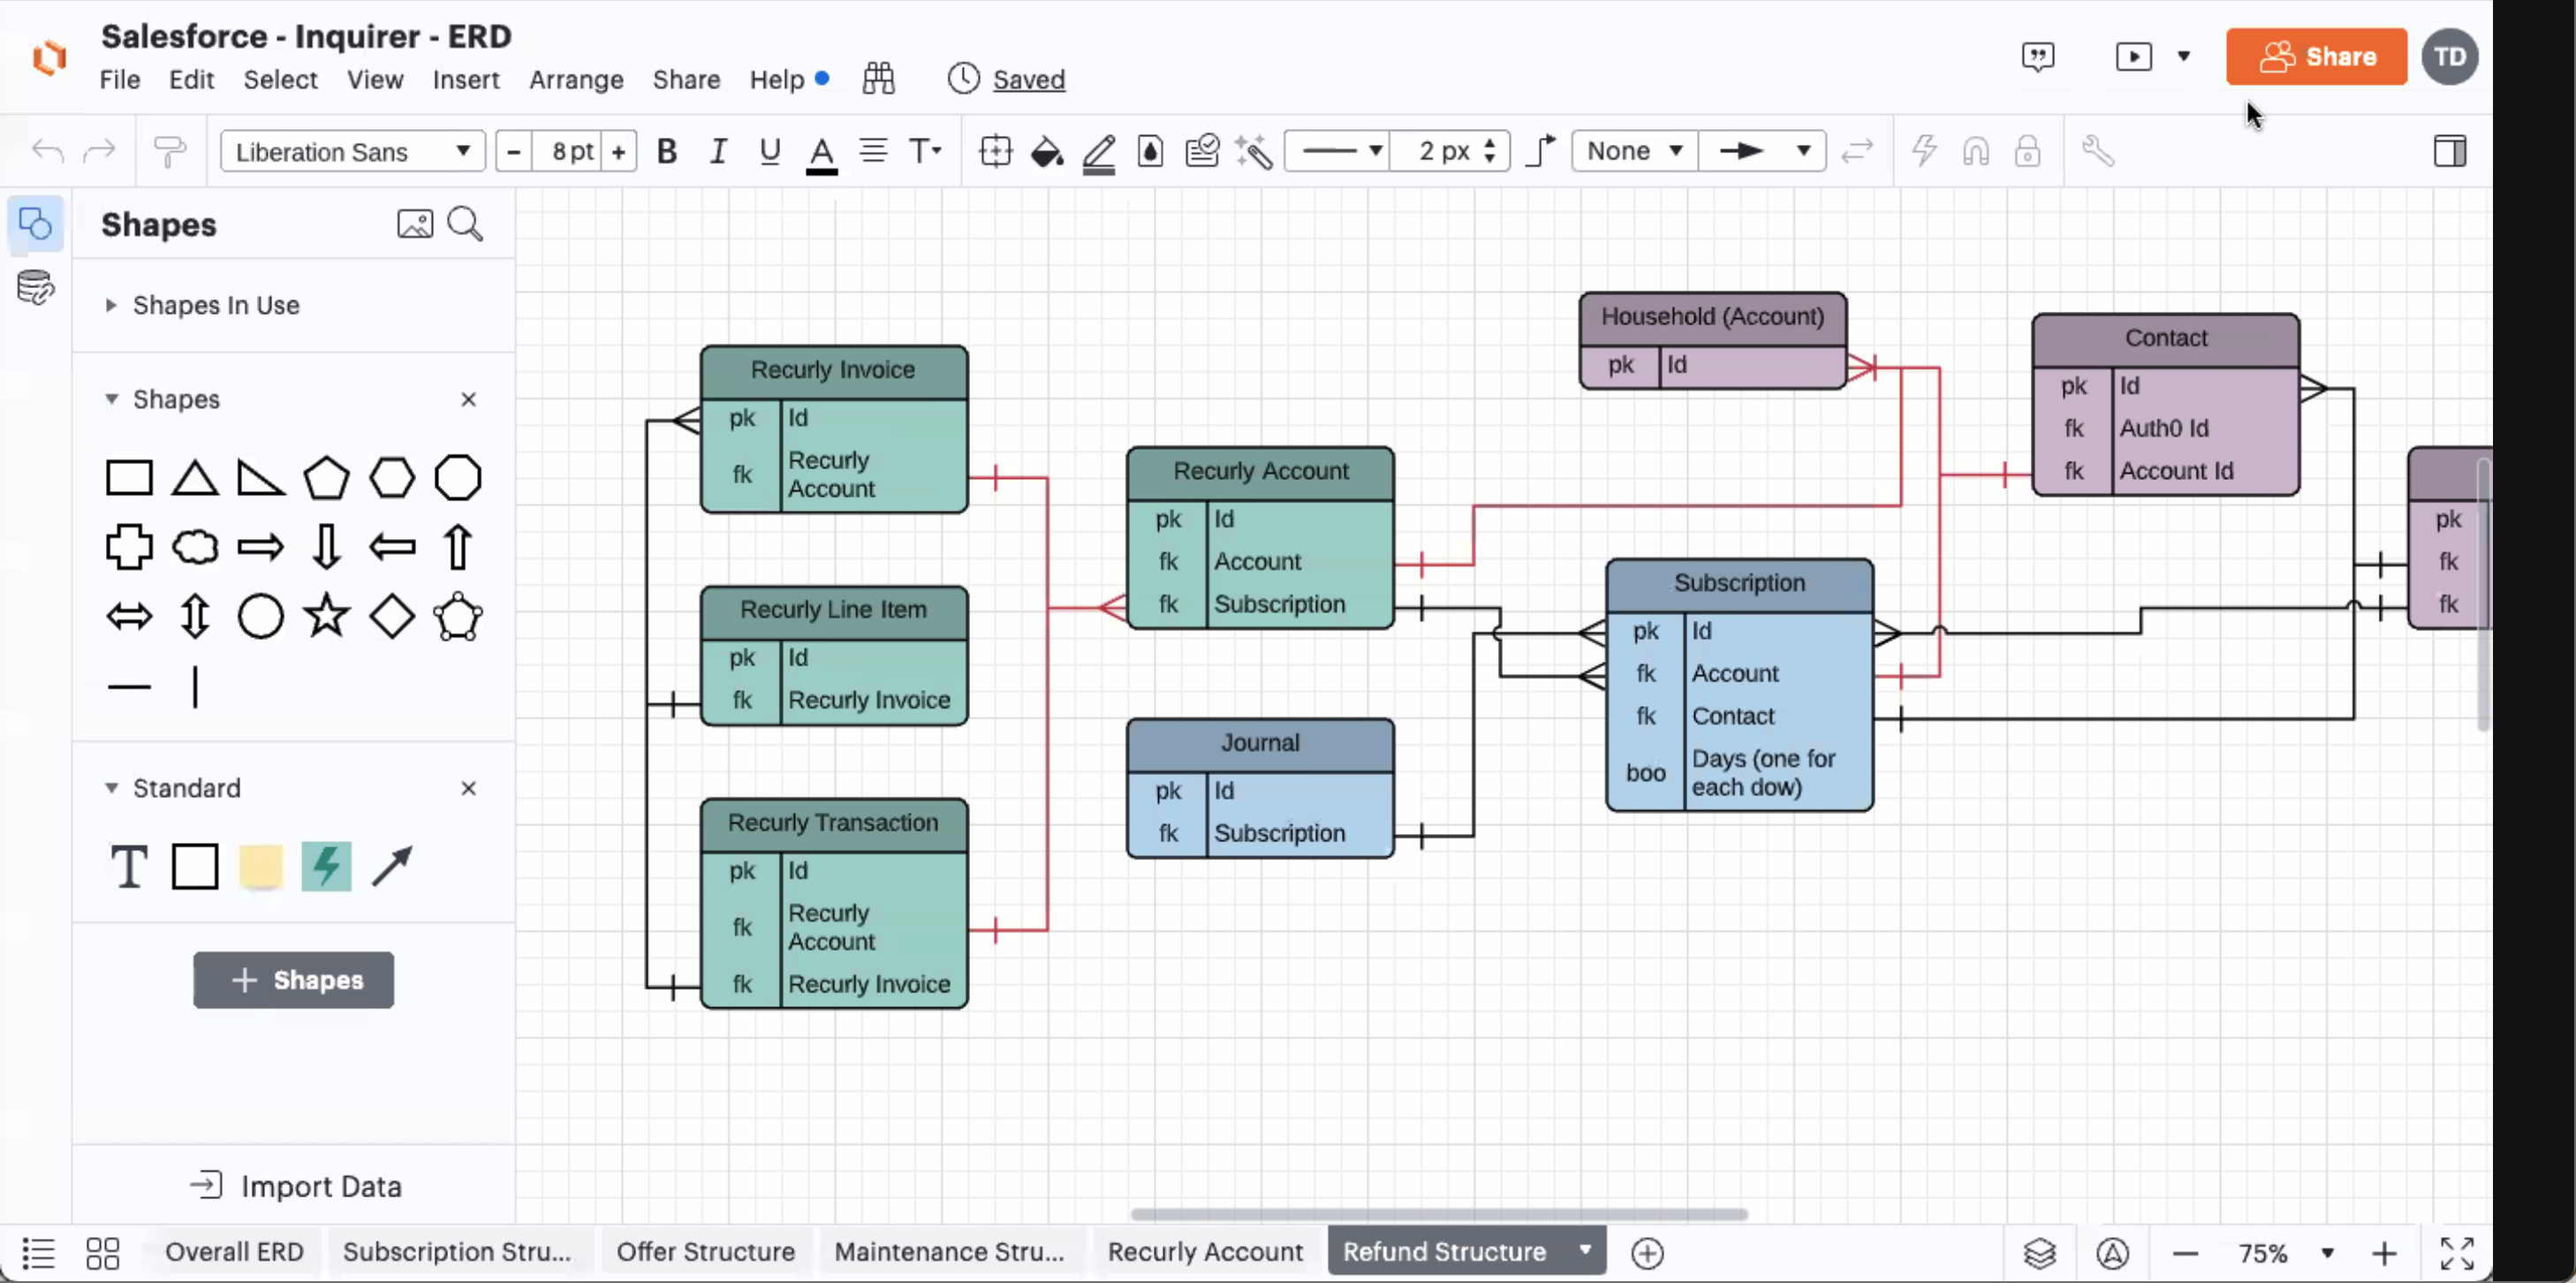 Salesforce - Inquirer - ERD
File Edit Select View Insert Arrange Share Help Saved
Share TD
Liberation Sans
− 8 pt + B I U A T 2 px None
Shapes
Shapes In Use
Shapes
Standard
T
+ Shapes
Import Data
Recurly Invoice
pk Id
fk Recurly
Account
Recurly Line Item
pk Id
fk Recurly Invoice
Recurly Transaction
pk Id
fk Recurly
Account
fk Recurly Invoice
Recurly Account
pk Id
fk Account
fk Subscription
Journal
pk Id
fk Subscription
Household (Account)
pk Id
Subscription
pk Id
fk Account
fk Contact
boo Days (one for
each dow)
Contact
pk Id
fk Auth0 Id
fk Account Id
pk
fk
fk
Overall ERD Subscription Stru... Offer Structure Maintenance Stru... Recurly Account Refund Structure
75%